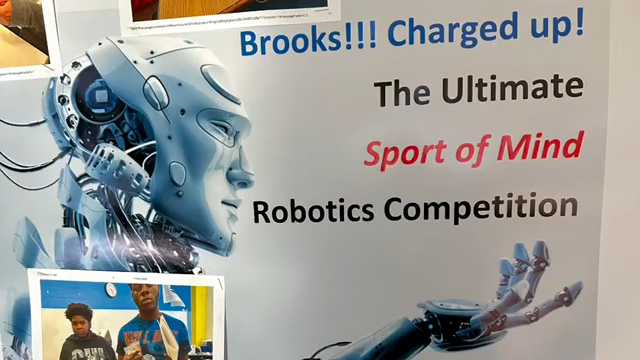 Brooks!!! Charged up!
The Ultimate
Sport of Mind
Robotics Competition